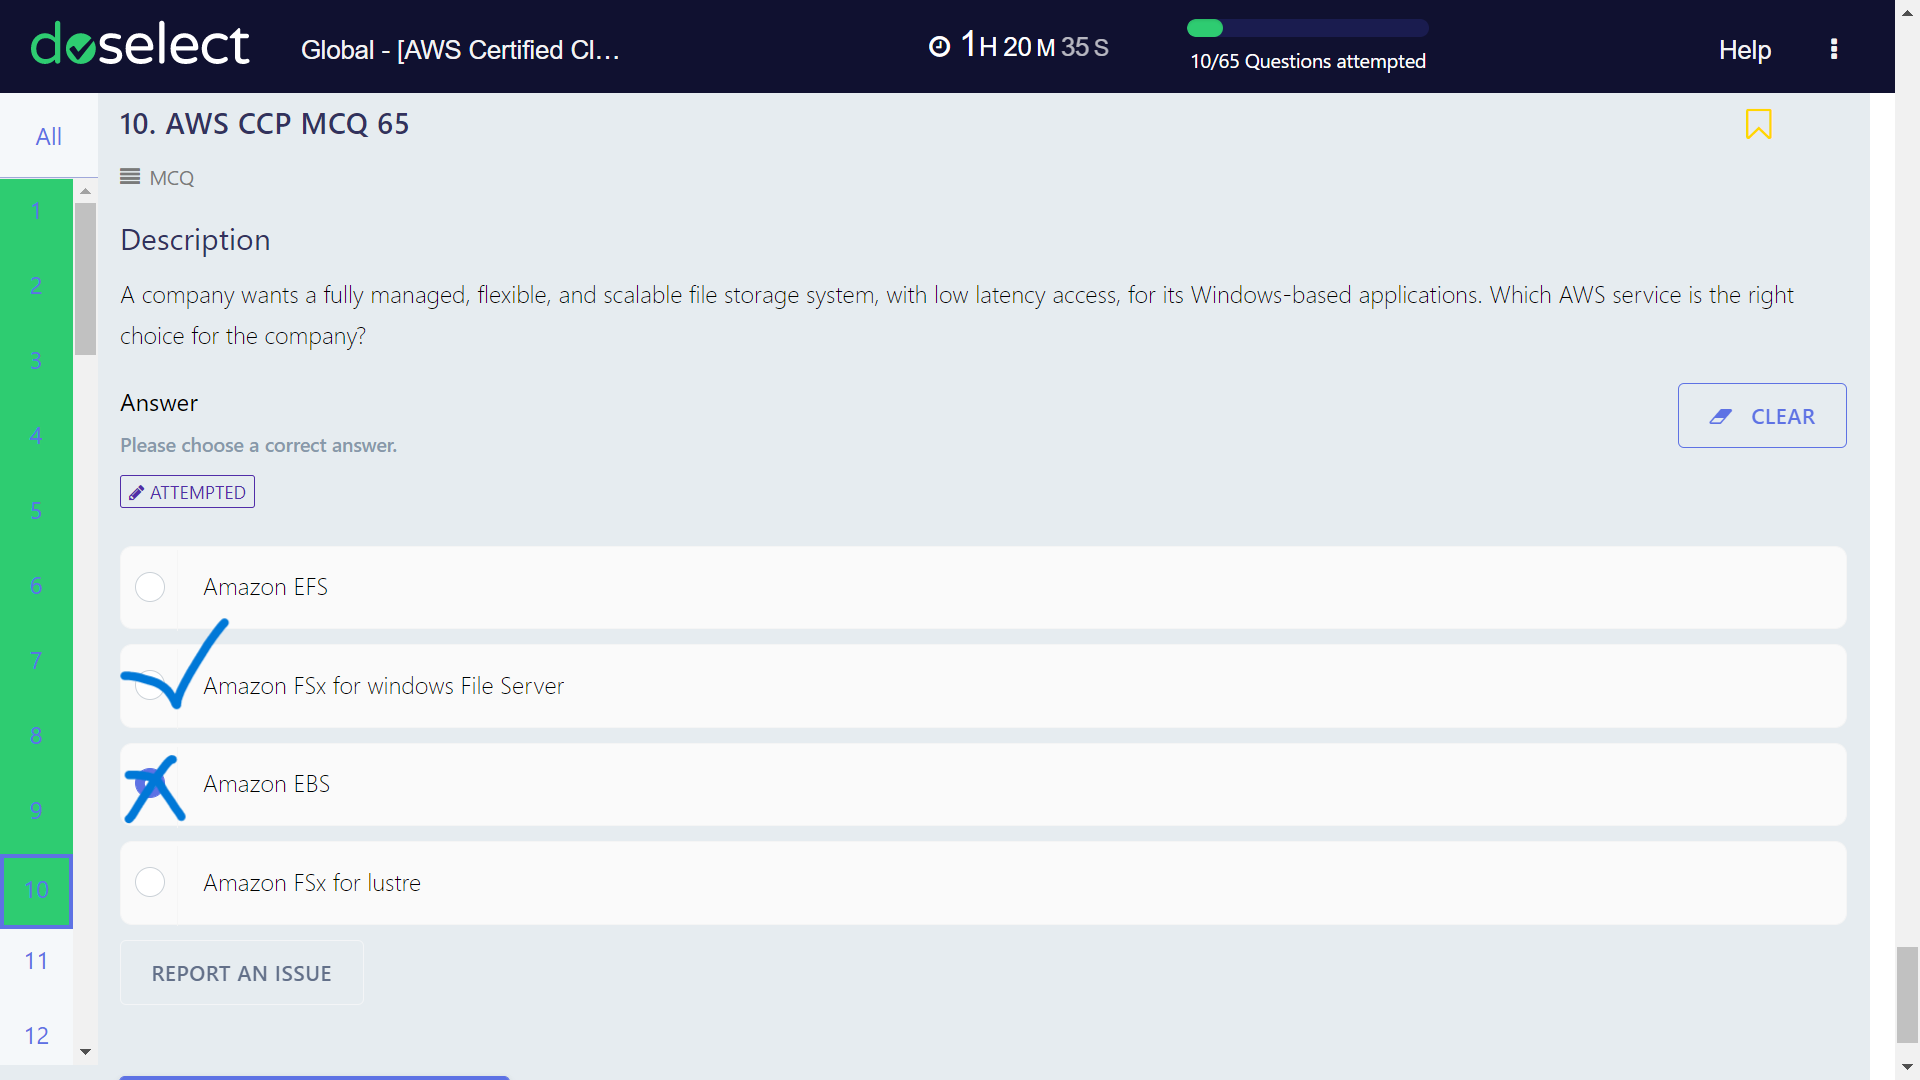 doselect
Global - [AWS Certified Cl...
1H 20M 35S
10/65 Questions attempted
Help
All
10. AWS CCP MCQ 65
MCQ
1
2
3
4
5
6
7
8
9
10
11
12
Description
A company wants a fully managed, flexible, and scalable file storage system, with low latency access, for its Windows-based applications. Which AWS service is the right
choice for the company?
Answer
CLEAR
Please choose a correct answer.
ATTEMPTED
Amazon EFS
Amazon FSx for windows File Server
Amazon EBS
Amazon FSx for lustre
REPORT AN ISSUE